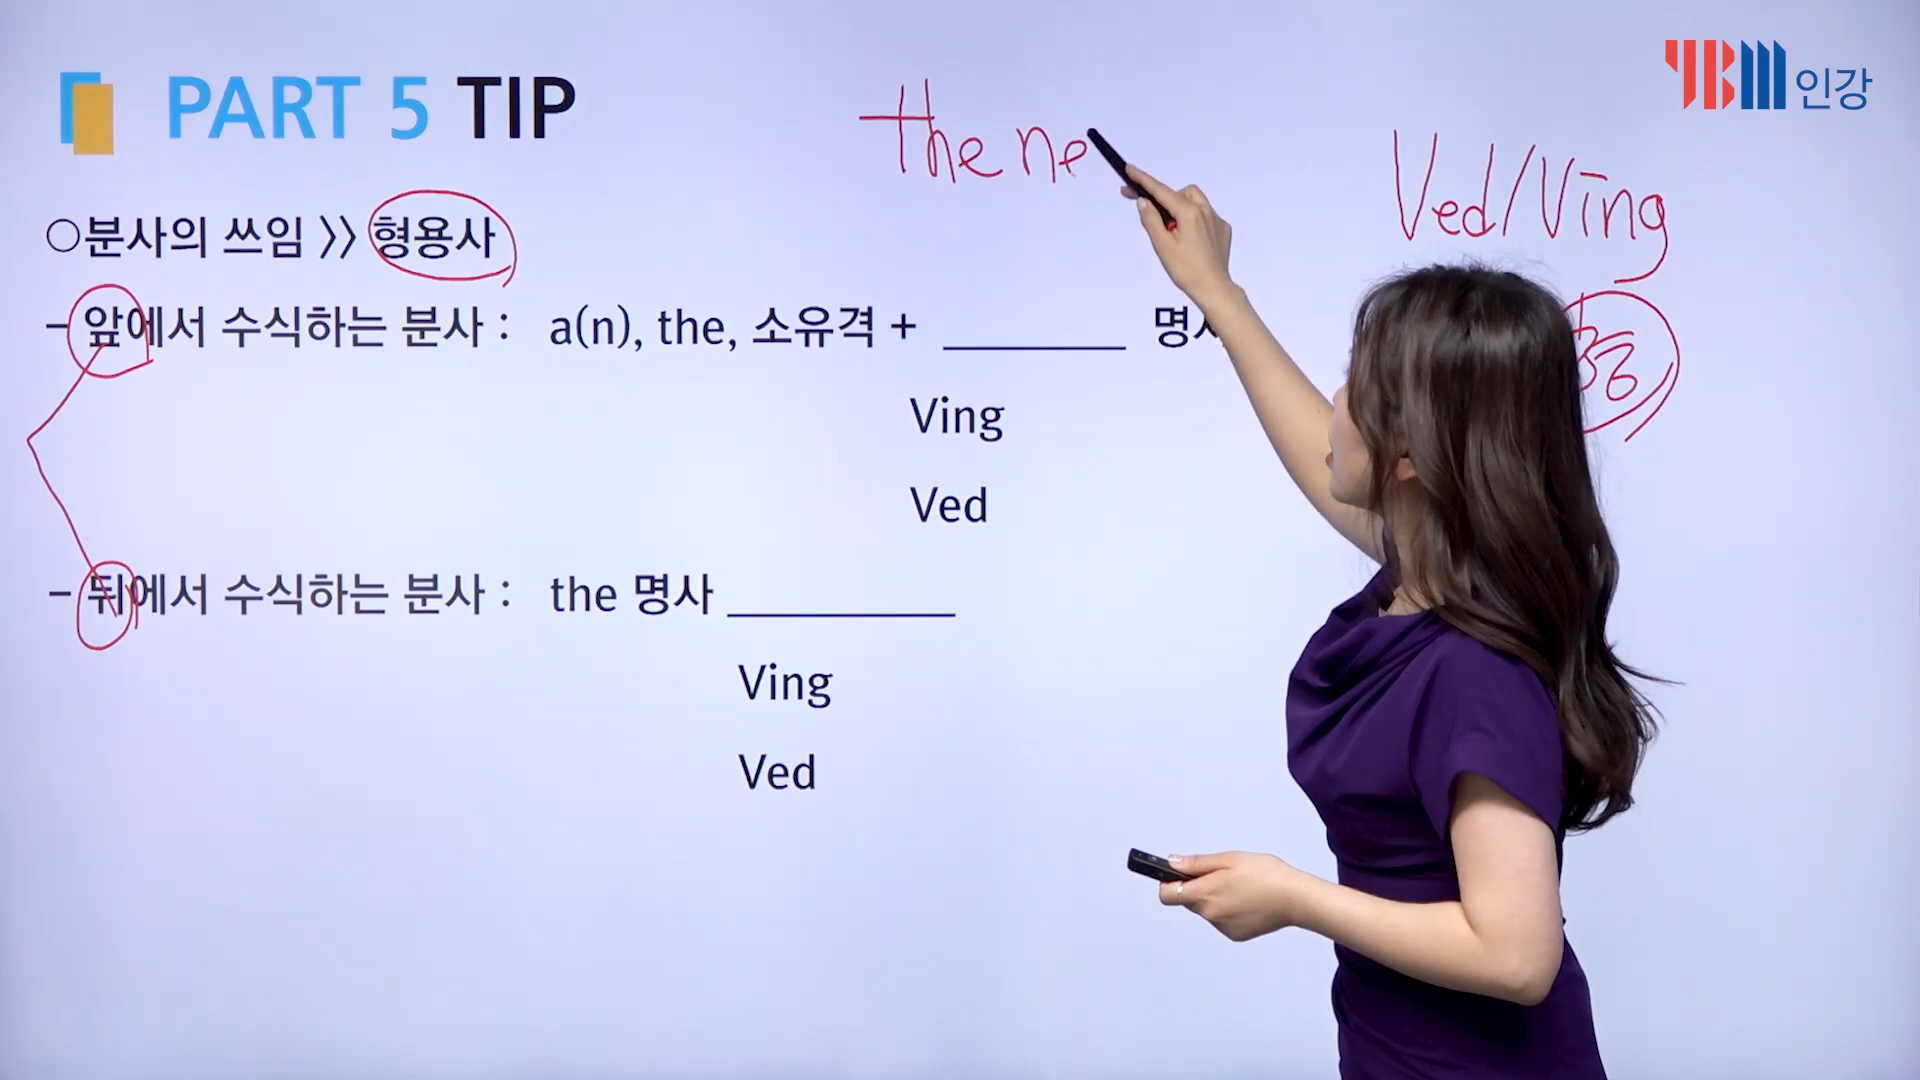 YBM 인강
PART 5 TIP
the ne
Ved/Ving
○분사의 쓰임 >> 형용사
- 앞에서 수식하는 분사 : a(n), the, 소유격 + ________ 명사
Ving
Ved
- 뒤에서 수식하는 분사 : the 명사 ________
Ving
Ved